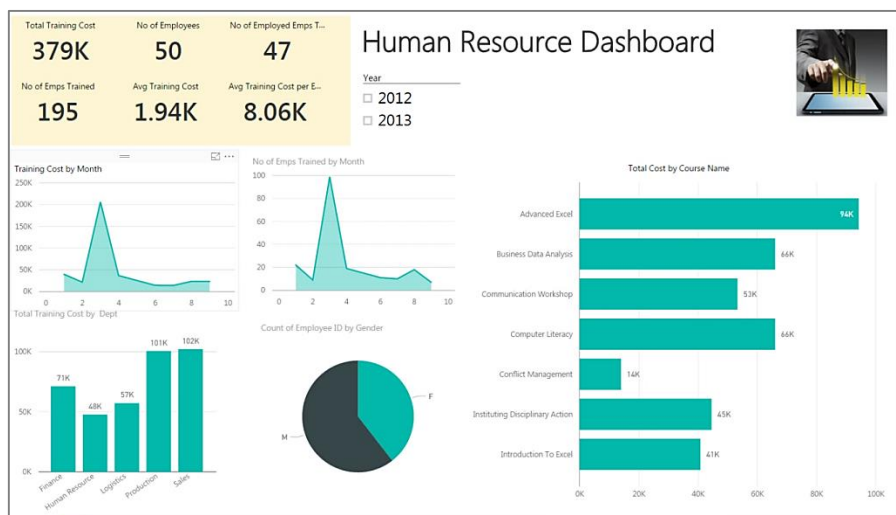 Total Training Cost
379K
No of Employees
50
No of Employed Emps T...
47
No of Emps Trained
195
Avg Training Cost
1.94K
Avg Training Cost per E...
8.06K
Human Resource Dashboard
Year
2012
2013
Training Cost by Month
250K
200K
150K
100K
50K
0K
0 2 4 6 8 10
No of Emps Trained by Month
100
80
60
40
20
0
0 2 4 6 8 10
Total Cost by Course Name
Advanced Excel 94K
Business Data Analysis 66K
Communication Workshop 53K
Computer Literacy 66K
Conflict Management 14K
Instituting Disciplinary Action 45K
Introduction To Excel 41K
0K 20K 40K 60K 80K 100K
Total Training Cost by Dept
100K
50K
0K
71K 48K 57K 101K 102K
Finance Human Resource Logistics Production Sales
Count of Employee ID by Gender
F
M